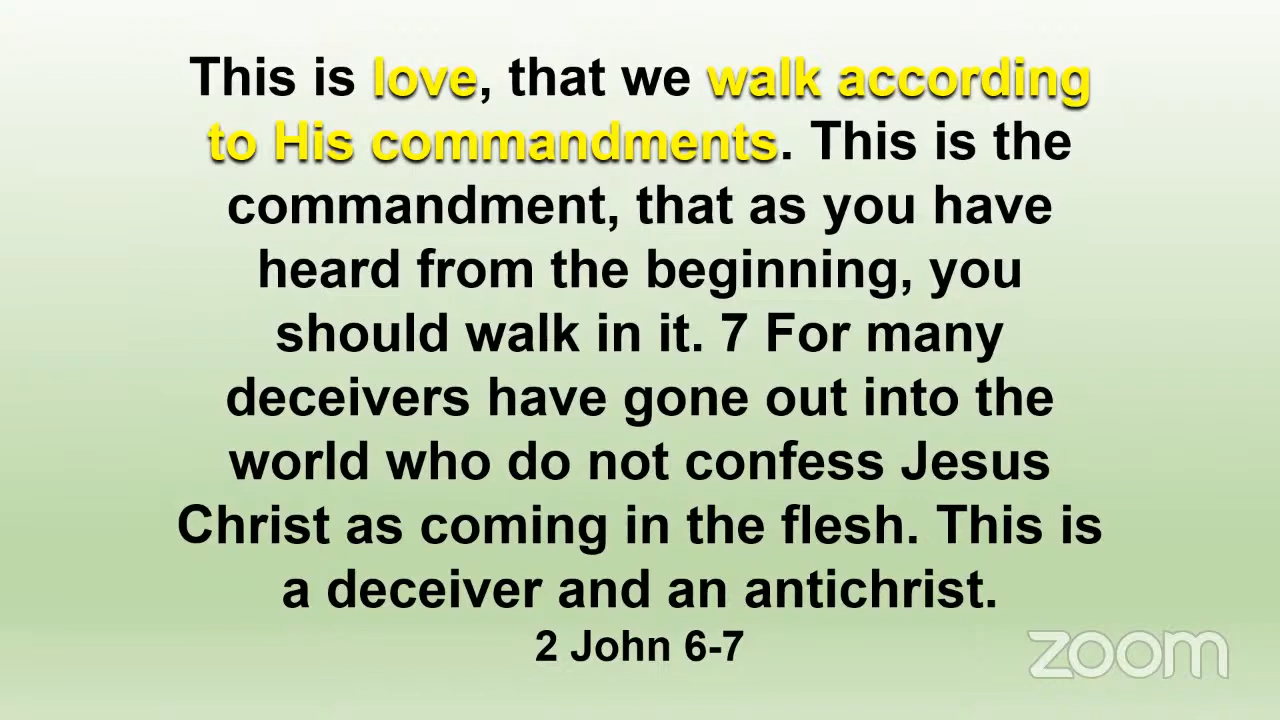 This is love, that we walk according
to His commandments. This is the
commandment, that as you have
heard from the beginning, you
should walk in it. 7 For many
deceivers have gone out into the
world who do not confess Jesus
Christ as coming in the flesh. This is
a deceiver and an antichrist.
2 John 6-7
zoom